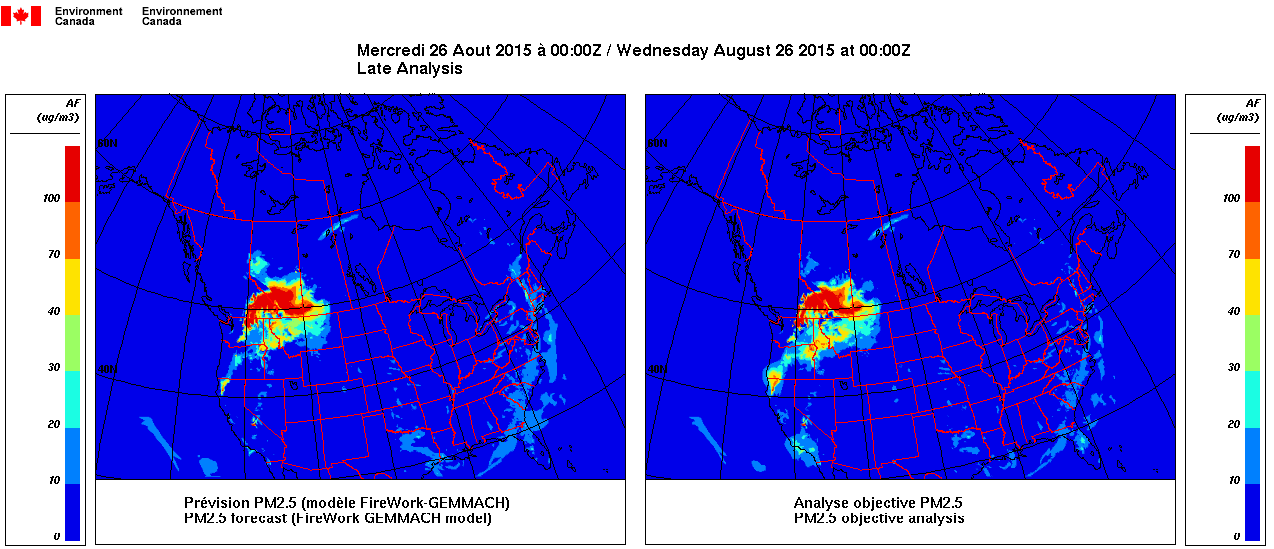 Environment Environnement
Canada Canada
Mercredi 26 Aout 2015 à 00:00Z / Wednesday August 26 2015 at 00:00Z
Late Analysis
AF
(ug/m3)
100
70
40
30
20
10
0
60N
40N
60N
40N
AF
(ug/m3)
100
70
40
30
20
10
0
Prévision PM2.5 (modèle FireWork-GEMMACH)
PM2.5 forecast (FireWork GEMMACH model)
Analyse objective PM2.5
PM2.5 objective analysis